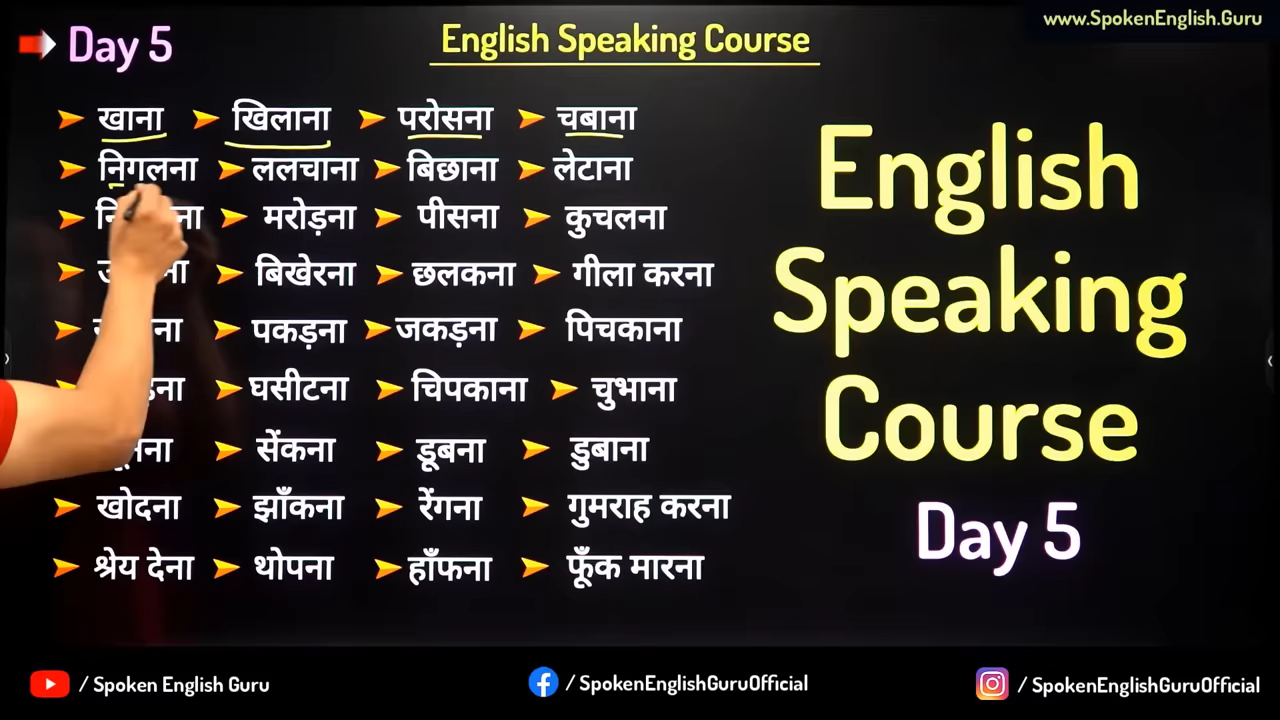 www.SpokenEnglish.Guru
Day 5
English Speaking Course
खाना खिलाना परोसना चबाना
निगलना ललचाना बिछाना लेटाना
मरोड़ना पीसना कुचलना
बिखेरना छलकना गीला करना
पकड़ना जकड़ना पिचकाना
घसीटना चिपकाना चुभाना
सेंकना डूबना डुबाना
खोदना झाँकना रेंगना गुमराह करना
श्रेय देना थोपना हाँफना फूँक मारना
English
Speaking
Course
Day 5
/ Spoken English Guru
/ SpokenEnglishGuruOfficial
/ SpokenEnglishGuruOfficial